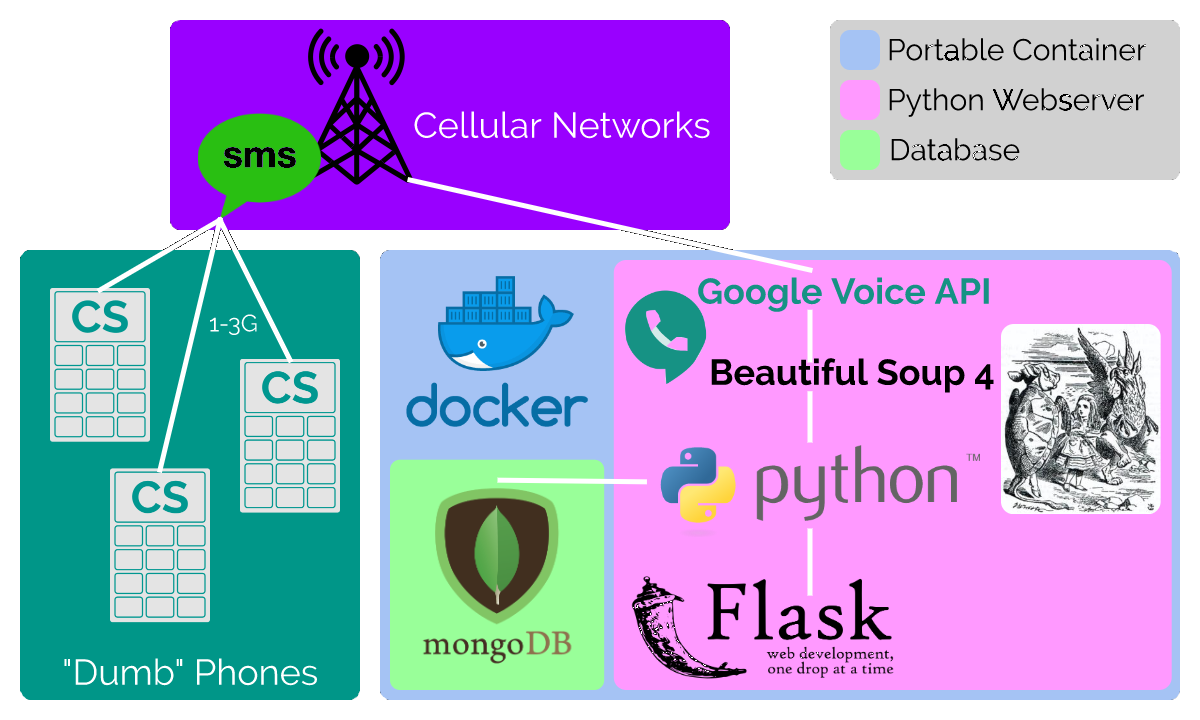 sms
Cellular Networks
Portable Container
Python Webserver
Database
CS
1-3G
CS
CS
"Dumb" Phones
docker
mongoDB
Google Voice API
Beautiful Soup 4
python™
Flask
web development,
one drop at a time